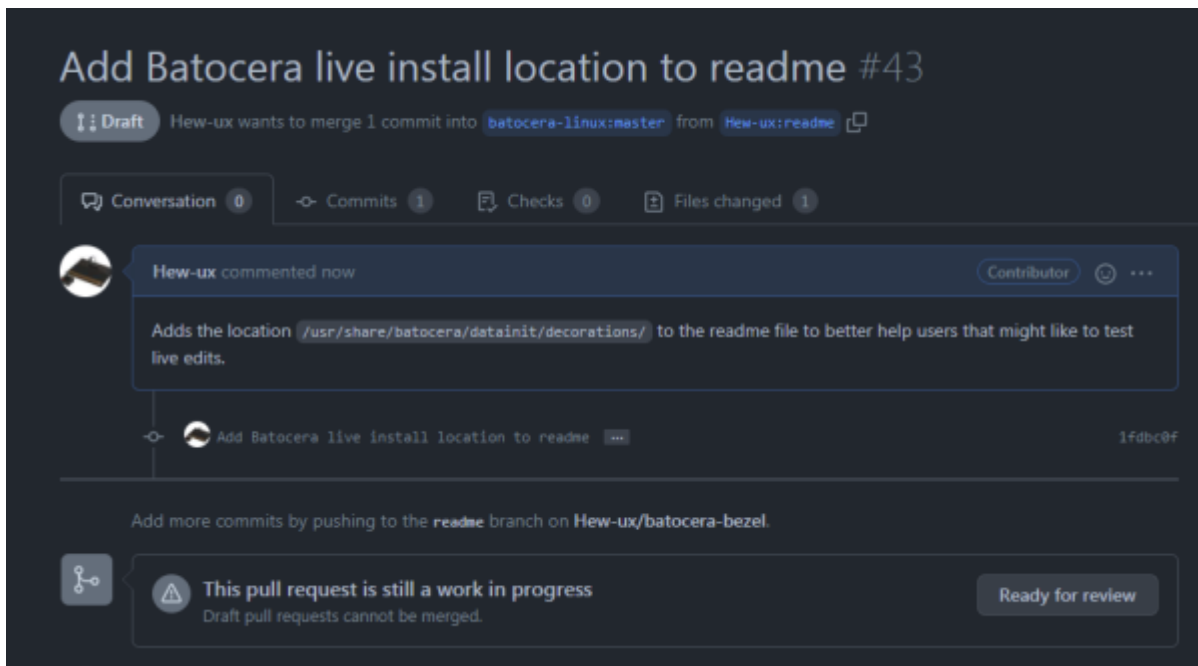 Add Batocera live install location to readme #43
Draft Hew-ux wants to merge 1 commit into batocera-linux:master from Hew-ux:readme
Conversation 0 Commits 1 Checks 0 Files changed 1
Hew-ux commented now Contributor ...
Adds the location /usr/share/batocera/datainit/decorations/ to the readme file to better help users that might like to test
live edits.
Add Batocera live install location to readme ... 1fdbc0f
Add more commits by pushing to the readme branch on Hew-ux/batocera-bezel.
This pull request is still a work in progress
Draft pull requests cannot be merged.
Ready for review